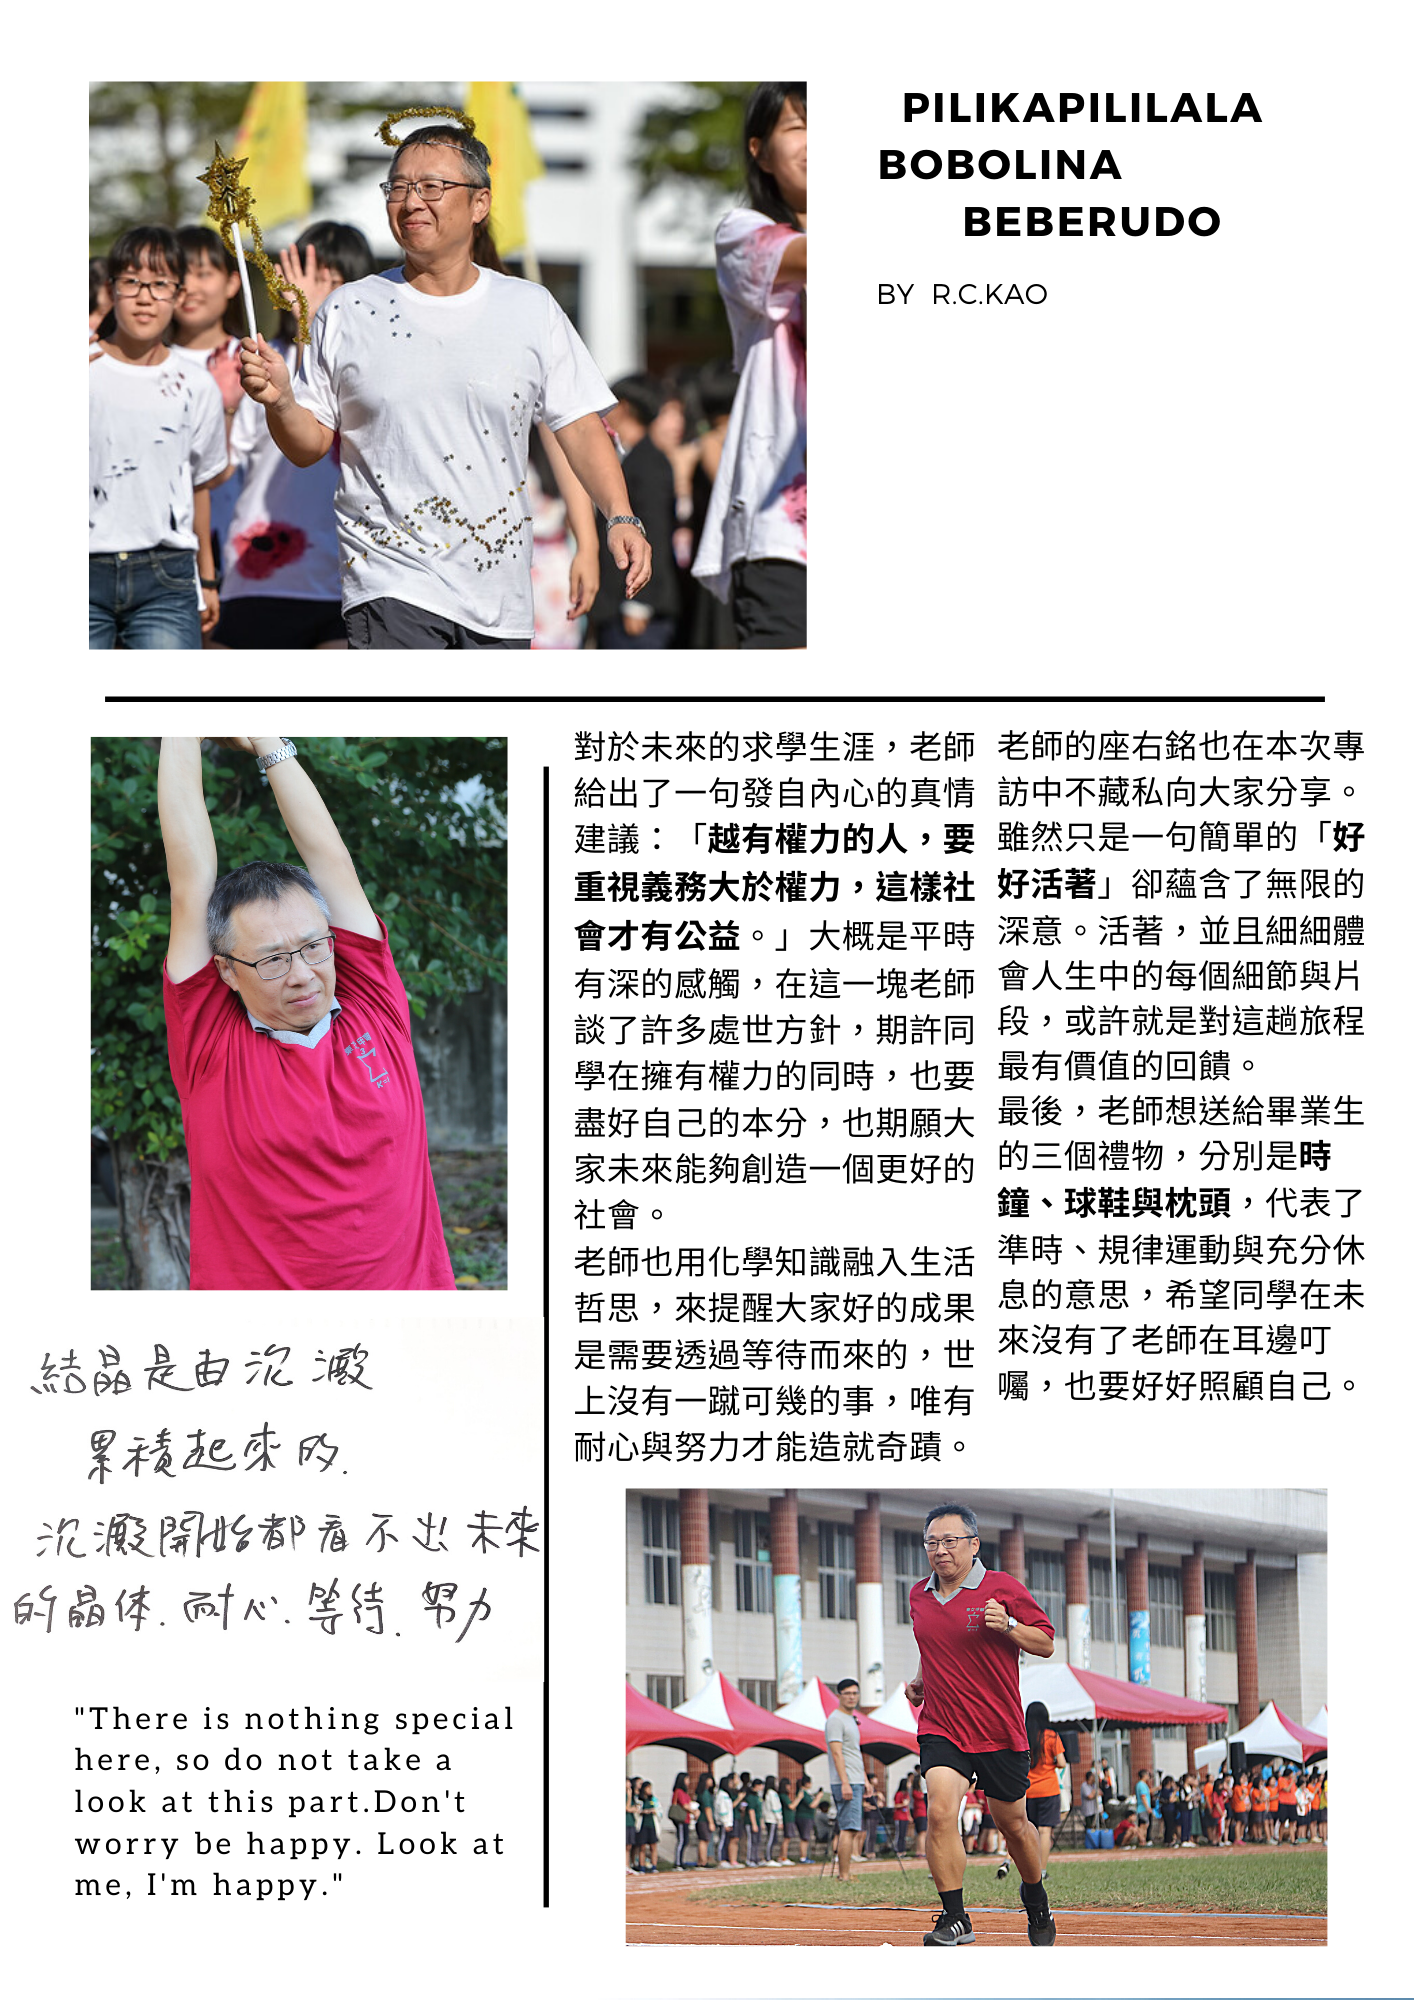 PILIKAPILILALA
BOBOLINA
BEBERUDO
BY R.C.KAO
對於未來的求學生涯，老師
給出了一句發自內心的真情
建議：「越有權力的人，要
重視義務大於權力，這樣社
會才有公益。」大概是平時
有深的感觸，在這一塊老師
談了許多處世方針，期許同
學在擁有權力的同時，也要
盡好自己的本分，也期願大
家未來能夠創造一個更好的
社會。
老師也用化學知識融入生活
哲思，來提醒大家好的成果
是需要透過等待而來的，世
上沒有一蹴可幾的事，唯有
耐心與努力才能造就奇蹟。
老師的座右銘也在本次專
訪中不藏私向大家分享。
雖然只是一句簡單的「好
好活著」卻蘊含了無限的
深意。活著，並且細細體
會人生中的每個細節與片
段，或許就是對這趟旅程
最有價值的回饋。
最後，老師想送給畢業生
的三個禮物，分別是時
鐘、球鞋與枕頭，代表了
準時、規律運動與充分休
息的意思，希望同學在未
來沒有了老師在耳邊叮
囑，也要好好照顧自己。
結晶是由沉澱
累積起來的.
沉澱開始都看不出未來
的晶体.耐心.等待.努力
"There is nothing special
here, so do not take a
look at this part.Don't
worry be happy. Look at
me, I'm happy."